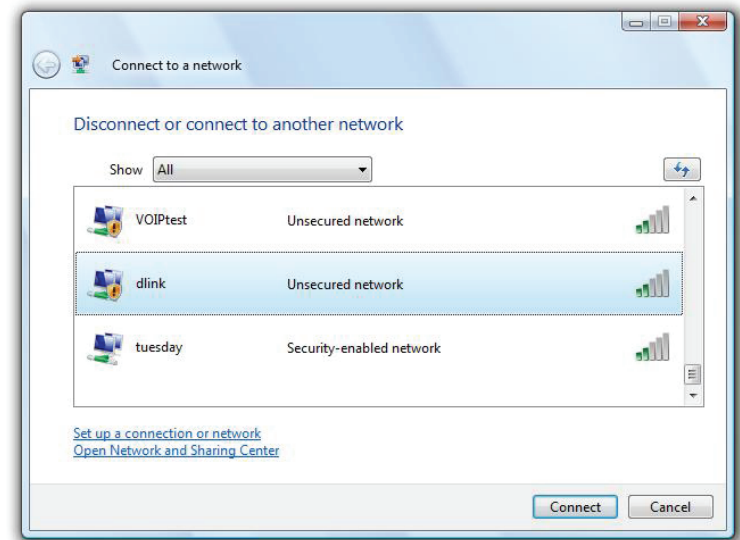 Connect to a network
Disconnect or connect to another network
Show All
VOIPtest Unsecured network
dlink Unsecured network
tuesday Security-enabled network
Set up a connection or network
Open Network and Sharing Center
Connect Cancel